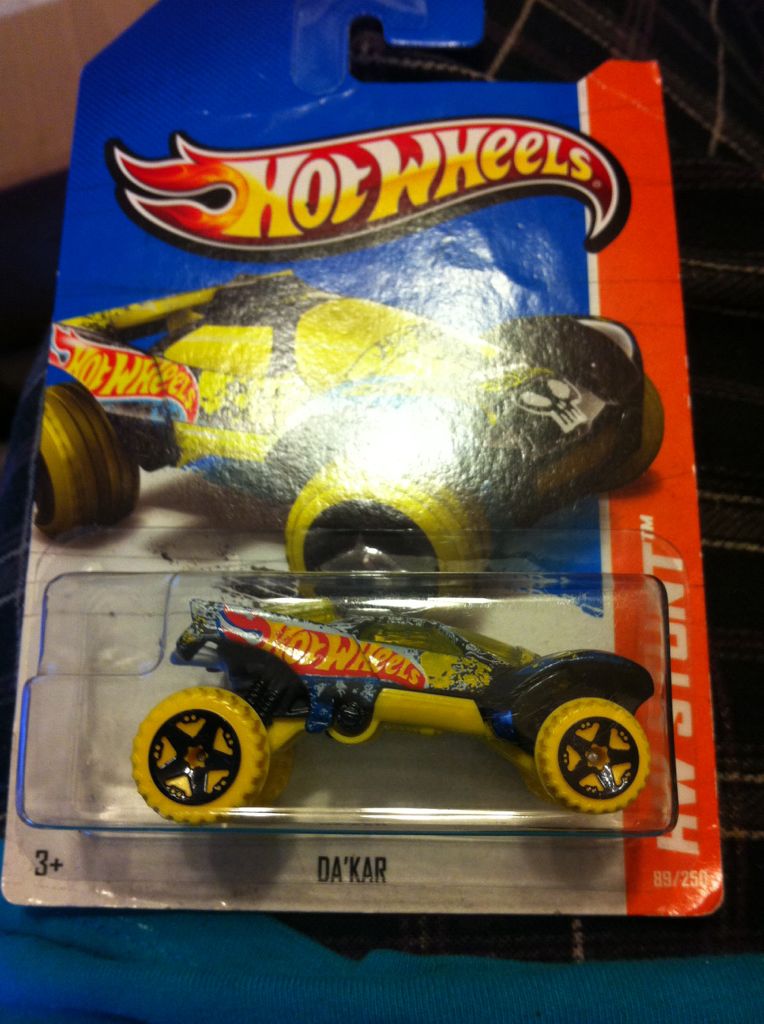 HOT WHEELS®
HOT WHEELS
HW STUNT™
HOT WHEELS
3+
DA'KAR
89/250